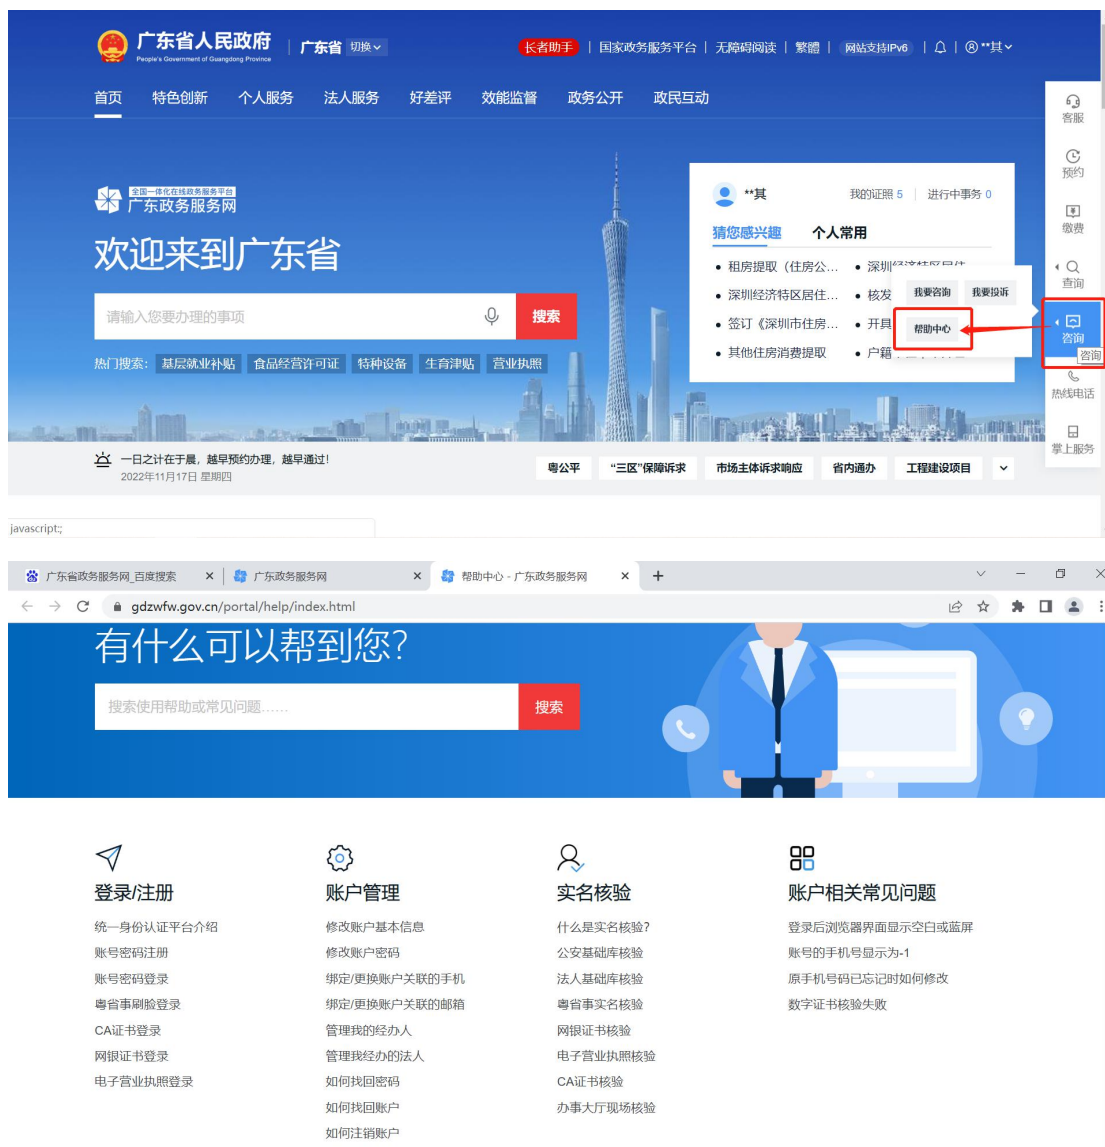 广东省人民政府
People's Government of Guangdong Province
广东省 切换
长者助手 | 国家政务服务平台 | 无障碍阅读 | 繁體 | 网站支持IPv6 | **其
首页 特色创新 个人服务 法人服务 好差评 效能监督 政务公开 政民互动
全国一体化在线政务服务平台
广东政务服务网
欢迎来到广东省
请输入您要办理的事项
搜索
热门搜索: 基层就业补贴 食品经营许可证 特种设备 生育津贴 营业执照
**其 我的证照 5 | 进行中事务 0
猜您感兴趣 个人常用
• 租房提取（住房公... • 深圳经济特区居住
• 深圳经济特区居住... • 核发
• 签订《深圳市住房... • 开具
• 其他住房消费提取 • 户籍
我要咨询 我要投诉
帮助中心
客服
预约
缴费
查询
咨询
咨询
热线电话
掌上服务
一日之计在于晨，越早预约办理，越早通过!
2022年11月17日 星期四
粤公平 “三区”保障诉求 市场主体诉求响应 省内通办 工程建设项目
javascript:;
广东省政务服务网_百度搜索 × 广东政务服务网 × 帮助中心 - 广东政务服务网 × +
gdzwfw.gov.cn/portal/help/index.html
有什么可以帮到您?
搜索使用帮助或常见问题......
搜索
登录/注册
统一身份认证平台介绍
账号密码注册
账号密码登录
粤省事刷脸登录
CA证书登录
网银证书登录
电子营业执照登录
账户管理
修改账户基本信息
修改账户密码
绑定/更换账户关联的手机
绑定/更换账户关联的邮箱
管理我的经办人
管理我经办的法人
如何找回密码
如何找回账户
如何注销账户
实名核验
什么是实名核验?
公安基础库核验
法人基础库核验
粤省事实名核验
网银证书核验
电子营业执照核验
CA证书核验
办事大厅现场核验
账户相关常见问题
登录后浏览器界面显示空白或蓝屏
账号的手机号显示为-1
原手机号码已忘记时如何修改
数字证书核验失败